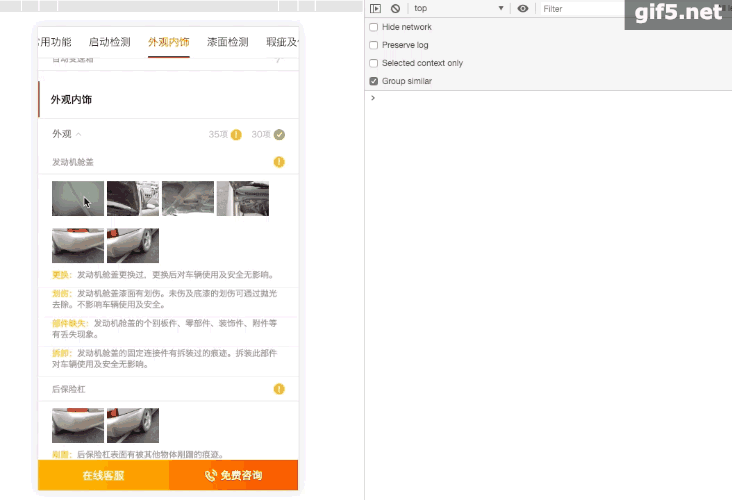 top
Filter
gif5.net
Hide network
Preserve log
Selected context only
Group similar
常用功能 启动检测 外观内饰 漆面检测 瑕疵及
自动变速箱
外观内饰
外观 35项 30项
发动机舱盖
更换：发动机舱盖更换过，更换后对车辆使用及安全无影响。
划伤：发动机舱盖漆面有划伤。未伤及底漆的划伤可通过抛光
去除。不影响车辆使用及安全。
部件缺失：发动机舱盖的个别板件、零部件、装饰件、附件等
有丢失现象。
拆卸：发动机舱盖的固定连接件有拆装过的痕迹。拆装此部件
对车辆使用及安全无影响。
后保险杠
剐蹭：后保险杠表面有被其他物体剐蹭的痕迹。
在线客服
免费咨询